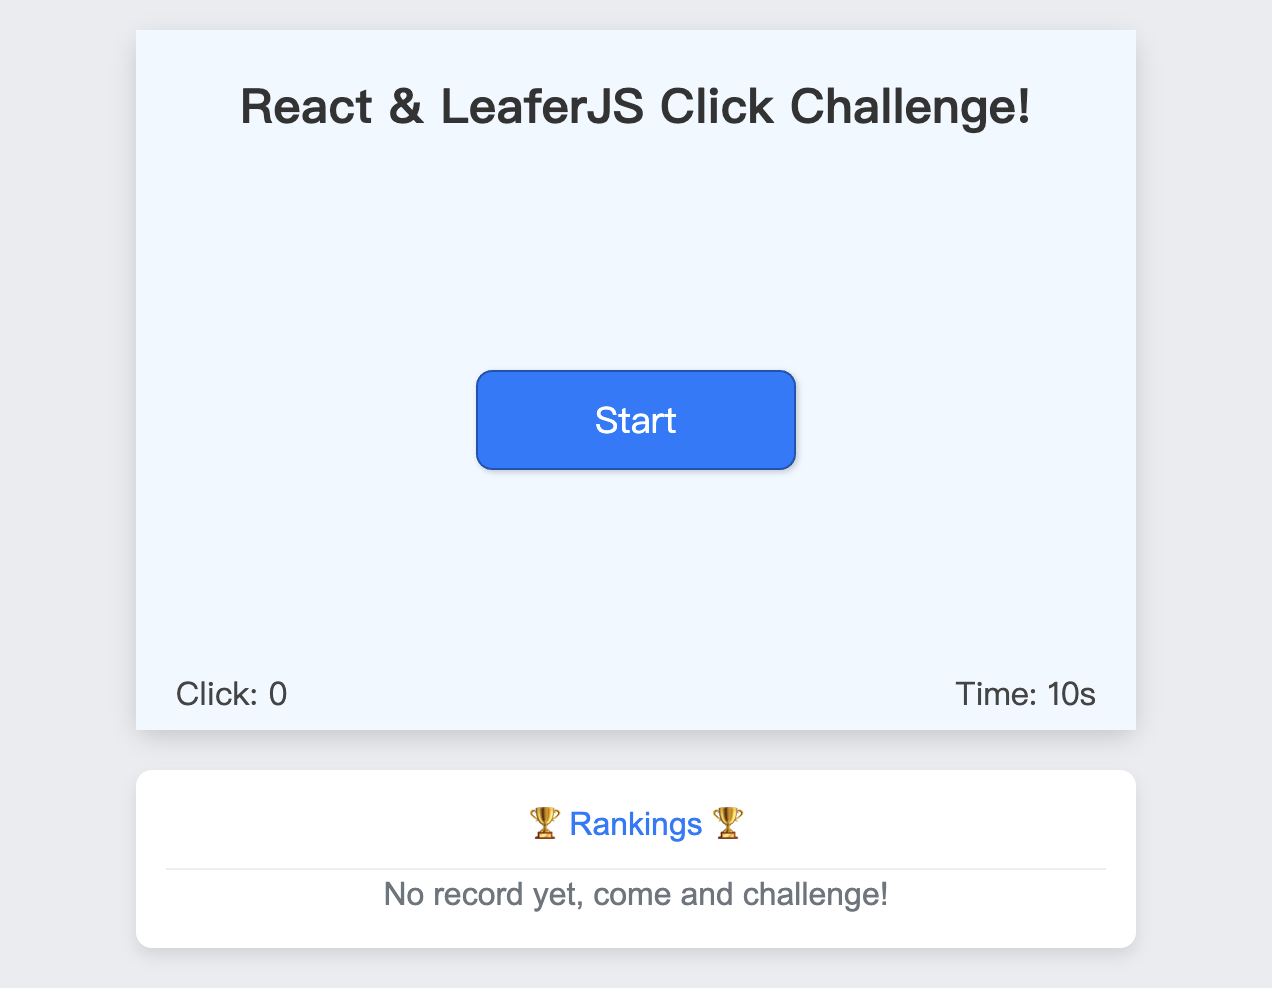 React & LeaferJS Click Challenge!
Start
Click: 0
Time: 10s
🏆 Rankings 🏆
No record yet, come and challenge!